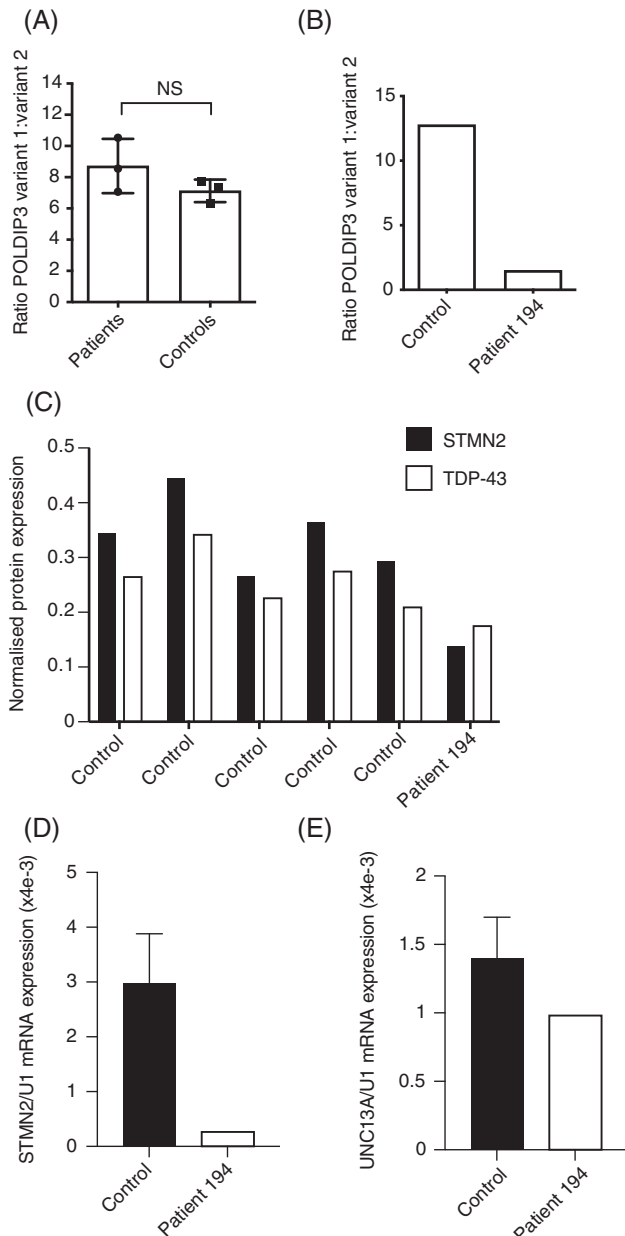 (A)
Ratio POLDIP3 variant 1:variant 2
14
12
10
8
6
4
2
0
NS
Patients
Controls
(B)
Ratio POLDIP3 variant 1:variant 2
15
10
5
0
Control
Patient 194
(C)
STMN2
TDP-43
Normalised protein expression
0.5
0.4
0.3
0.2
0.1
0
Control
Control
Control
Control
Control
Patient 194
(D)
STMN2/U1 mRNA expression (x4e-3)
5
4
3
2
1
0
Control
Patient 194
(E)
UNC13A/U1 mRNA expression (x4e-3)
2
1.5
1
0.5
0
Control
Patient 194